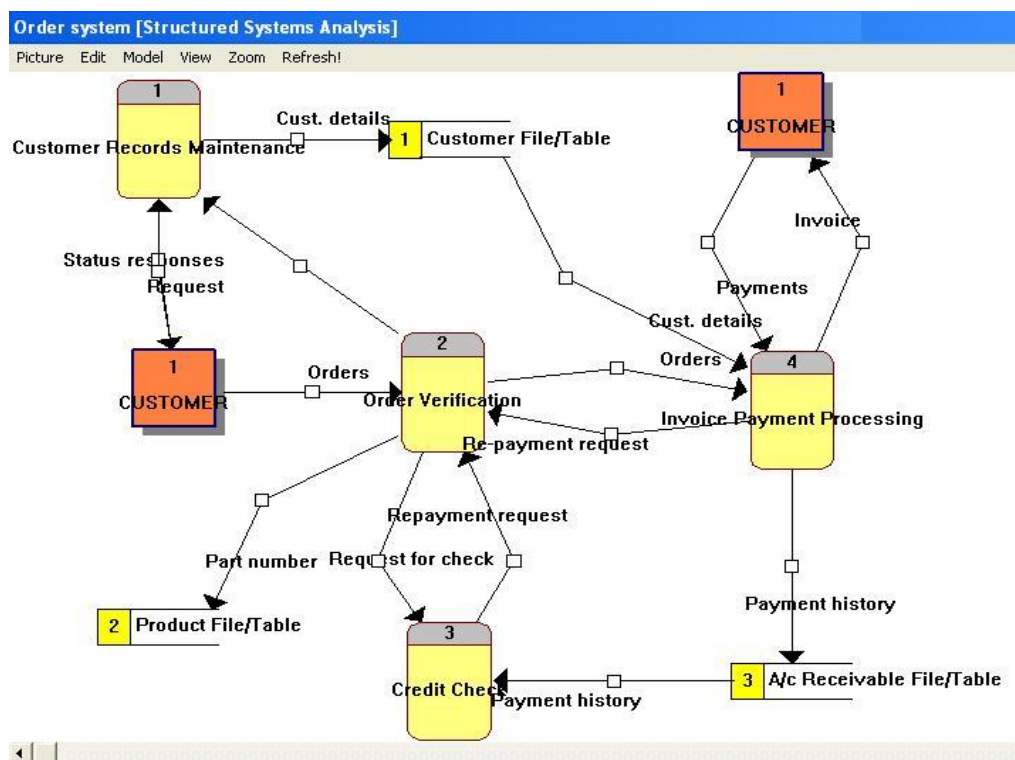 Order system [Structured Systems Analysis]
Picture Edit Model View Zoom Refresh!
1
Customer Records Maintenance
Cust. details
1 Customer File/Table
1
CUSTOMER
Invoice
Status responses
Request
Payments
Cust. details
1
CUSTOMER
Orders
2
Order Verification
Orders
4
Invoice Payment Processing
Re-payment request
Repayment request
Part number
Request for check
Payment history
2 Product File/Table
3
Credit Check
Payment history
3 A/c Receivable File/Table